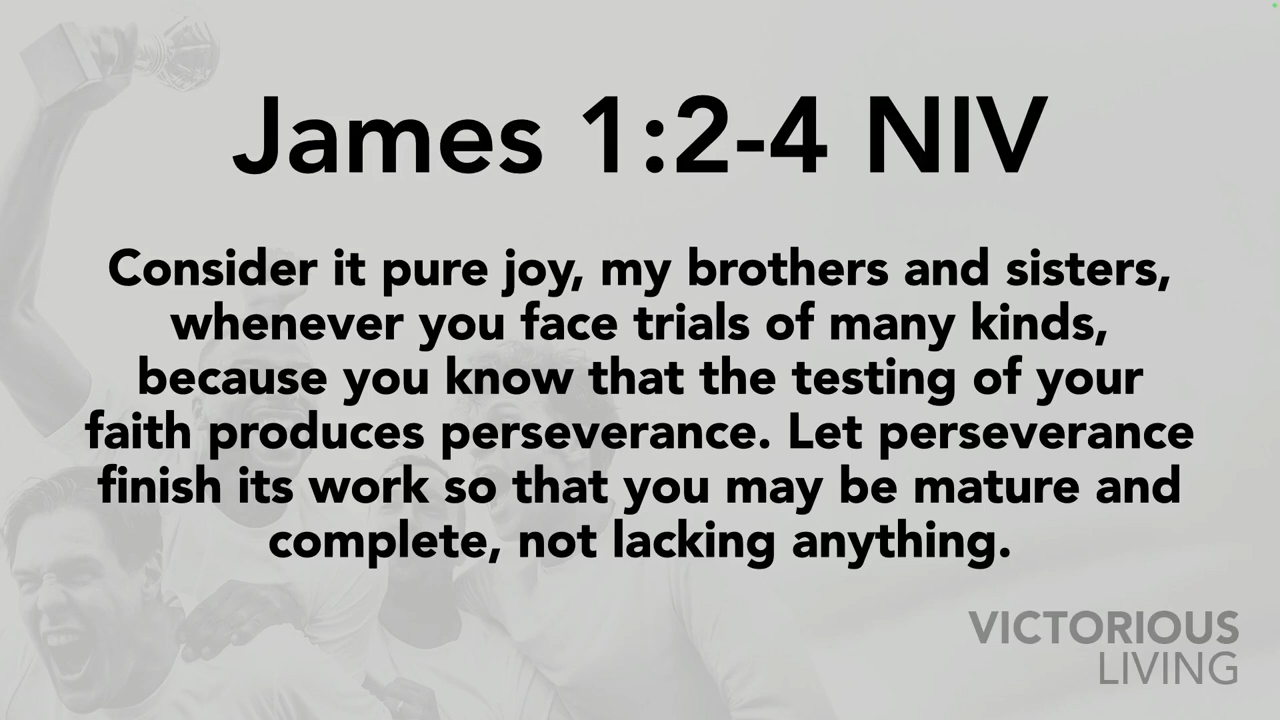 James 1:2-4 NIV
Consider it pure joy, my brothers and sisters,
whenever you face trials of many kinds,
because you know that the testing of your
faith produces perseverance. Let perseverance
finish its work so that you may be mature and
complete, not lacking anything.
VICTORIOUS
LIVING